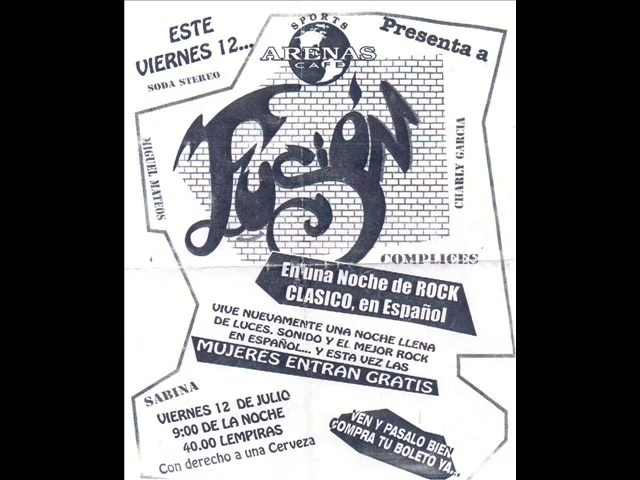 ESTE
VIERNES 12...
SODA STEREO
SPORTS
ARENAS
CAFE
Presenta a
MIGUEL MATEOS
Fusión
CHARLY GARCIA
COMPLICES
En una Noche de ROCK
CLASICO, en Español
VIVE NUEVAMENTE UNA NOCHE LLENA
DE LUCES, SONIDO Y EL MEJOR ROCK
EN ESPAÑOL... Y ESTA VEZ LAS
MUJERES ENTRAN GRATIS
SABINA
VIERNES 12 DE JULIO
9:00 DE LA NOCHE
40.00 LEMPIRAS
Con derecho a una Cerveza
VEN Y PASALO BIEN
COMPRA TU BOLETO YA...